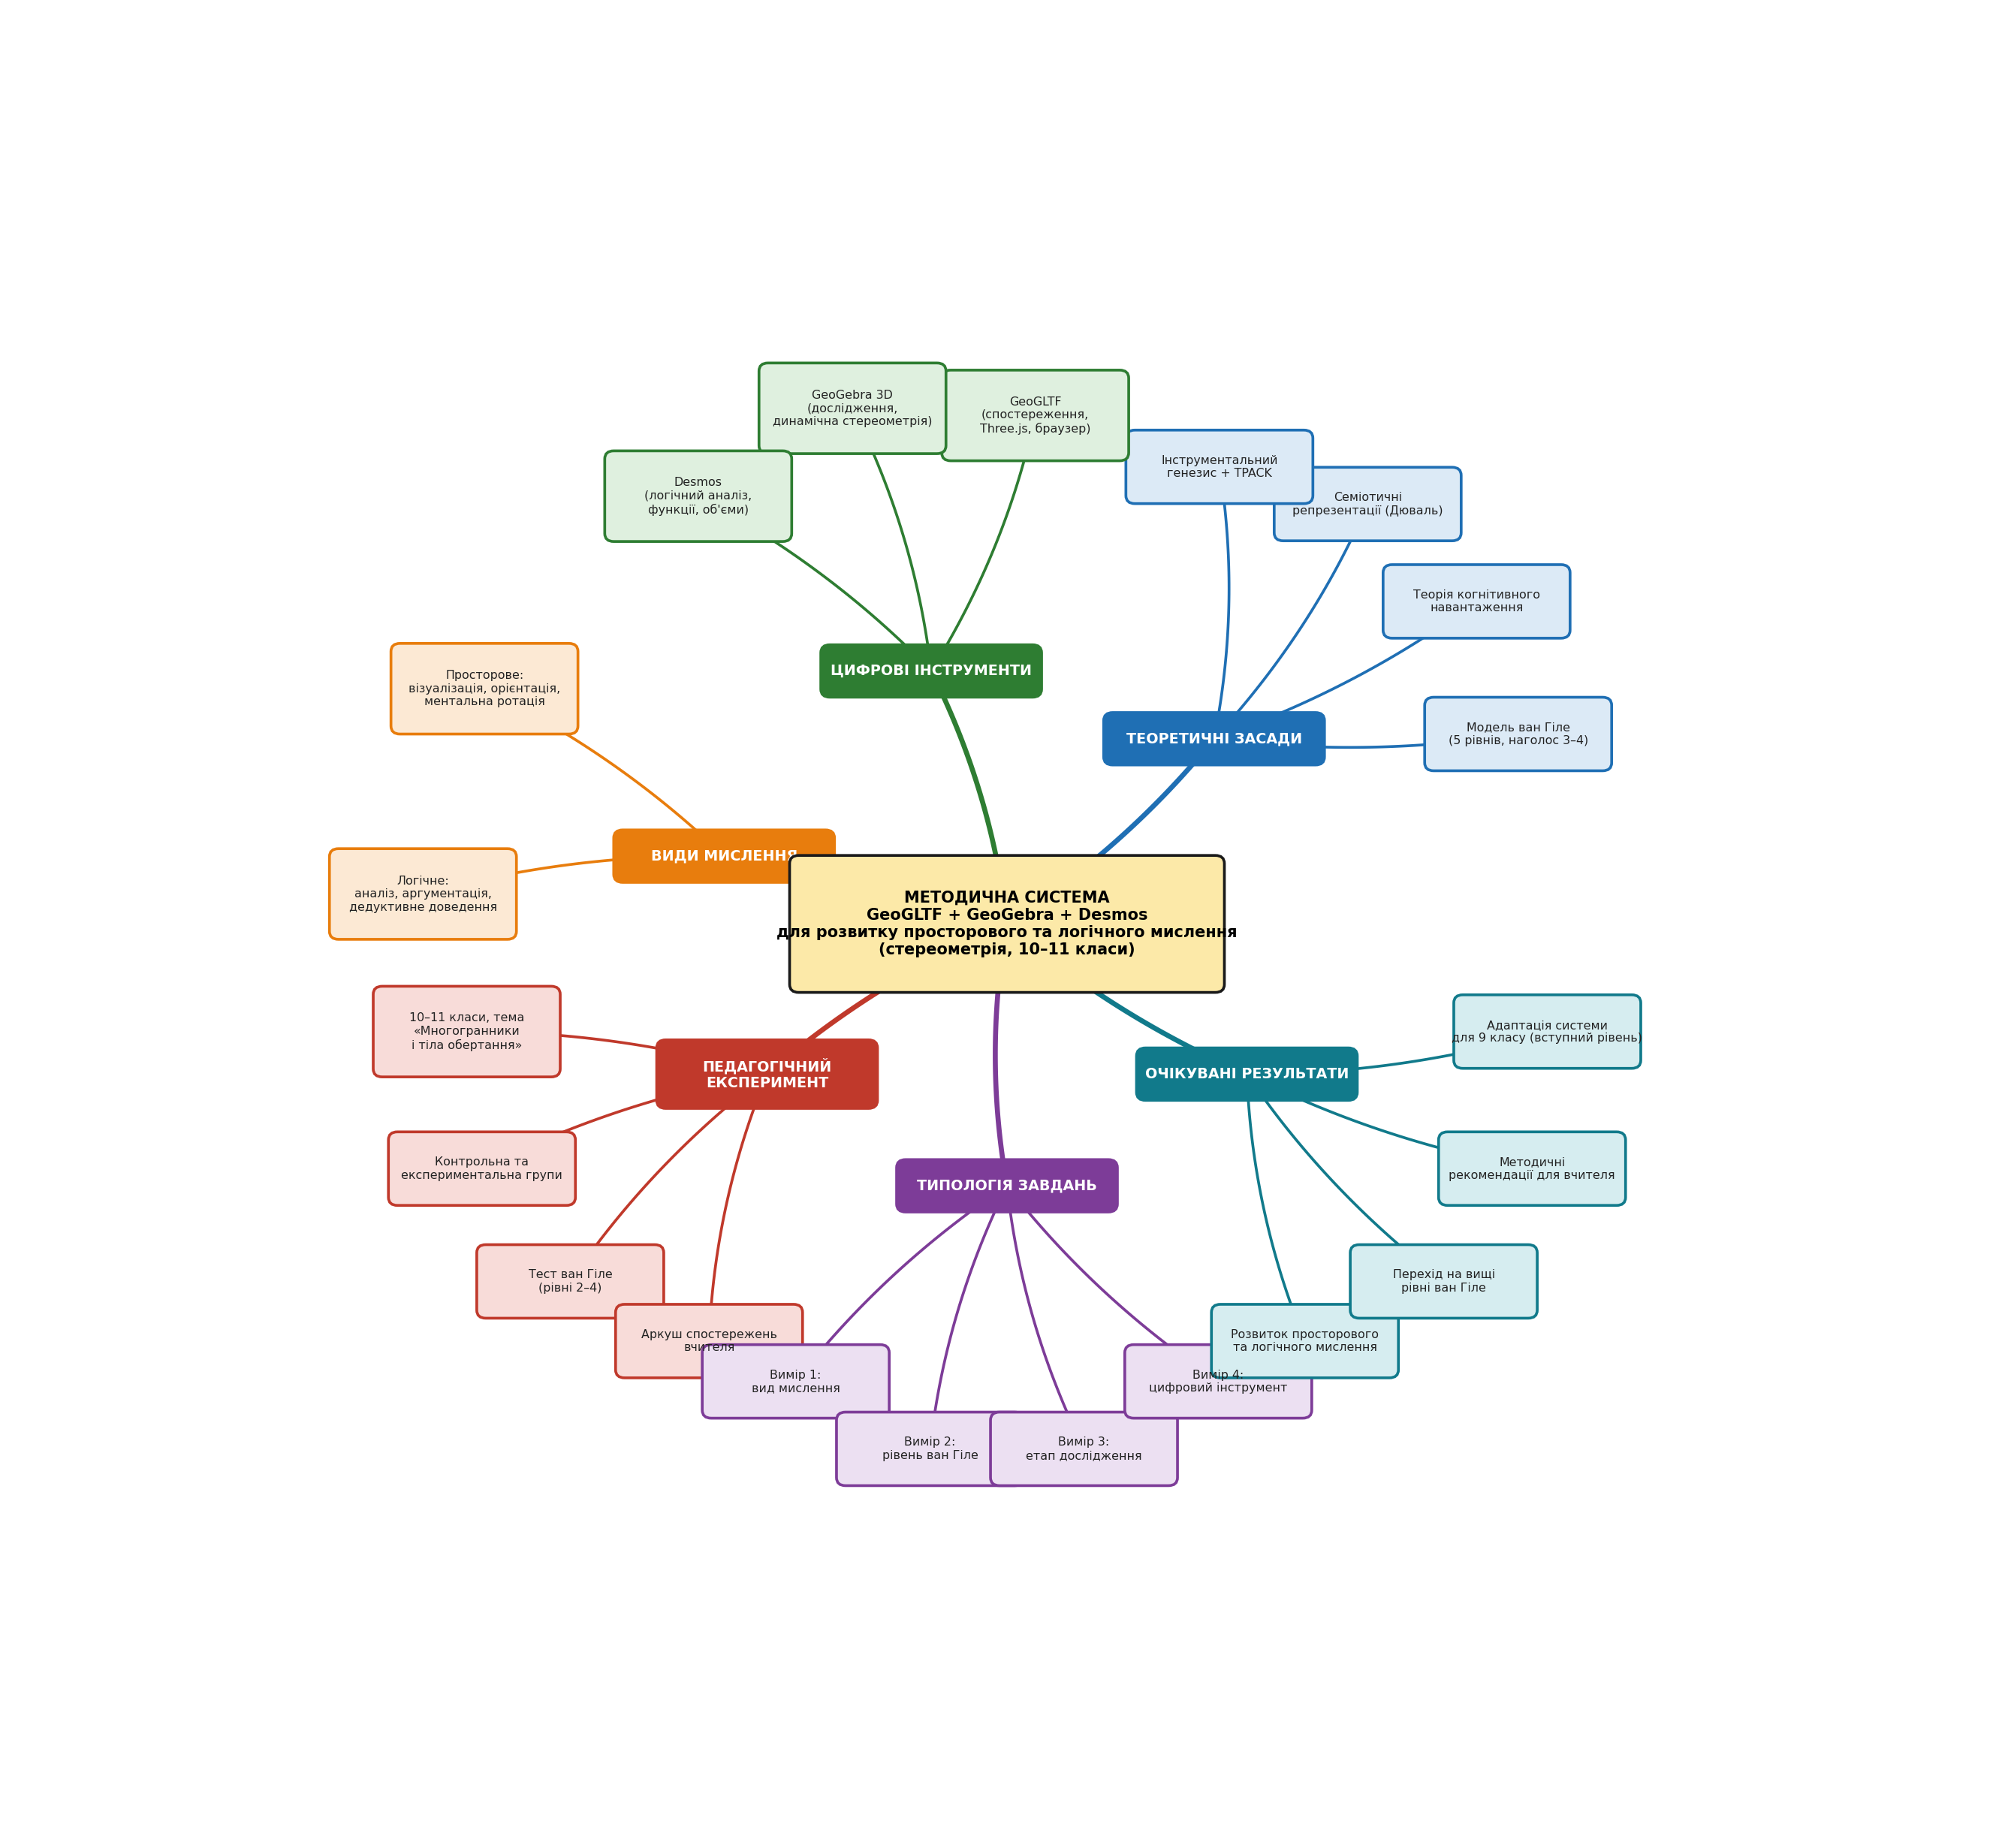 GeoGebra 3D
(дослідження,
динамічна стереометрія)
GeoGLTF
(спостереження,
Three.js, браузер)
Desmos
(логічний аналіз,
функції, об'єми)
Інструментальний
генезис + TPACK
Семіотичні
репрезентації (Дюваль)
Теорія когнітивного
навантаження
Модель ван Гіле
(5 рівнів, наголос 3–4)
ЦИФРОВІ ІНСТРУМЕНТИ
ТЕОРЕТИЧНІ ЗАСАДИ
Просторове:
візуалізація, орієнтація,
ментальна ротація
ВИДИ МИСЛЕННЯ
Логічне:
аналіз, аргументація,
дедуктивне доведення
МЕТОДИЧНА СИСТЕМА
GeoGLTF + GeoGebra + Desmos
для розвитку просторового та логічного мислення
(стереометрія, 10–11 класи)
10–11 класи, тема
«Многогранники
і тіла обертання»
ПЕДАГОГІЧНИЙ
ЕКСПЕРИМЕНТ
Контрольна та
експериментальна групи
Тест ван Гіле
(рівні 2–4)
Аркуш спостережень
вчителя
ТИПОЛОГІЯ ЗАВДАНЬ
Вимір 1:
вид мислення
Вимір 2:
рівень ван Гіле
Вимір 3:
етап дослідження
Вимір 4:
цифровий інструмент
ОЧІКУВАНІ РЕЗУЛЬТАТИ
Адаптація системи
для 9 класу (вступний рівень)
Методичні
рекомендації для вчителя
Перехід на вищі
рівні ван Гіле
Розвиток просторового
та логічного мислення